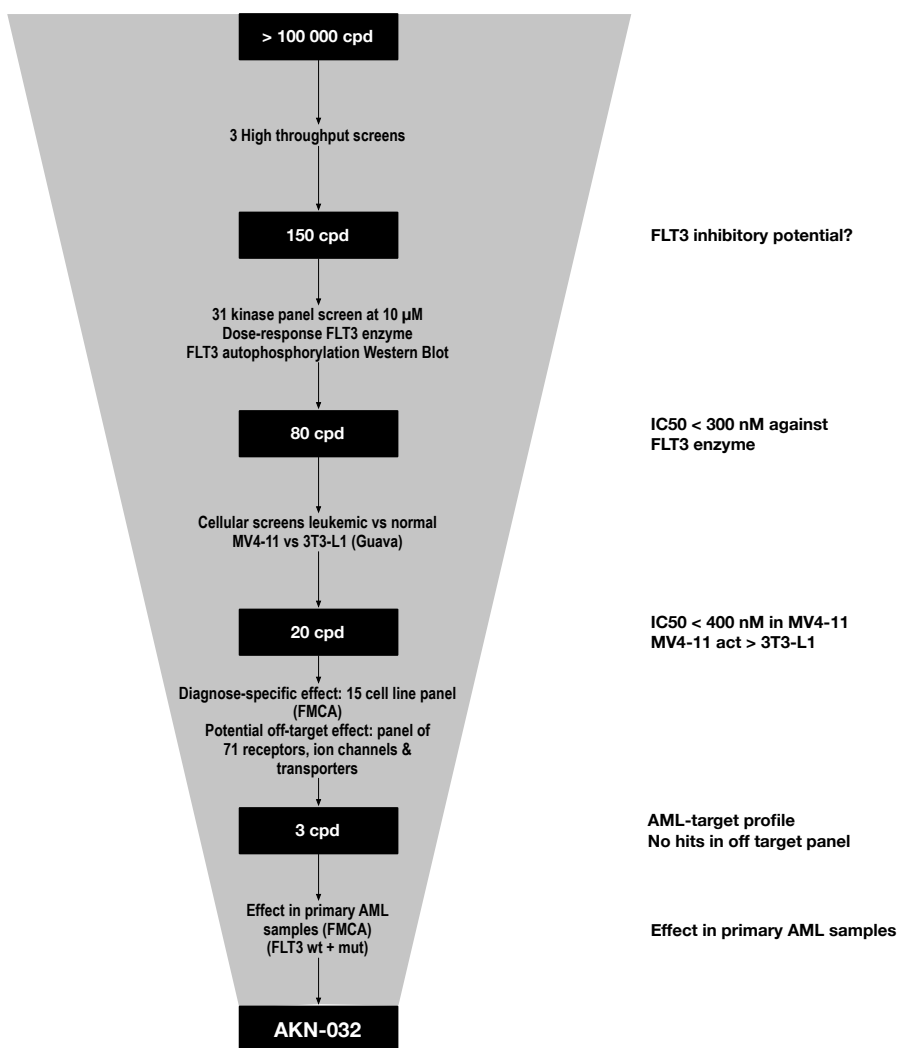 > 100 000 cpd
3 High throughput screens
150 cpd
FLT3 inhibitory potential?
31 kinase panel screen at 10 µM
Dose-response FLT3 enzyme
FLT3 autophosphorylation Western Blot
80 cpd
IC50 < 300 nM against
FLT3 enzyme
Cellular screens leukemic vs normal
MV4-11 vs 3T3-L1 (Guava)
20 cpd
IC50 < 400 nM in MV4-11
MV4-11 act > 3T3-L1
Diagnose-specific effect: 15 cell line panel
(FMCA)
Potential off-target effect: panel of
71 receptors, ion channels &
transporters
3 cpd
AML-target profile
No hits in off target panel
Effect in primary AML
samples (FMCA)
(FLT3 wt + mut)
Effect in primary AML samples
AKN-032